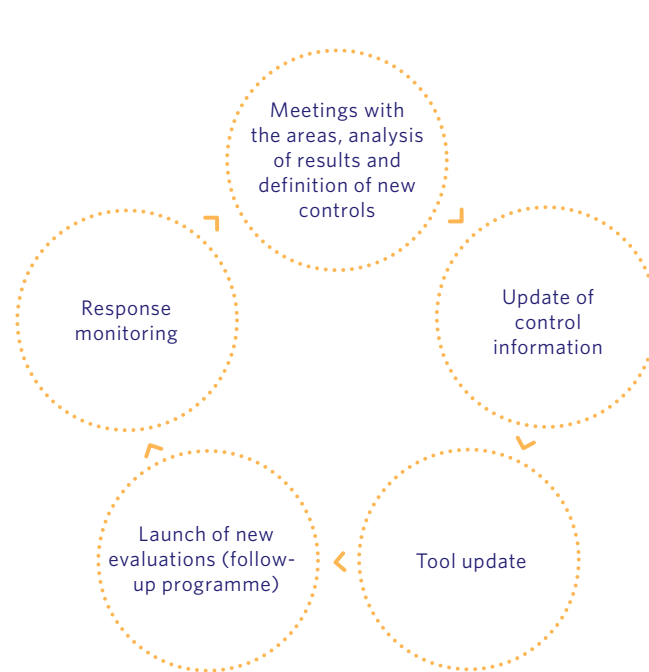 Meetings with
the areas, analysis
of results and
definition of new
controls
Update of
control
information
Tool update
Launch of new
evaluations (follow-
up programme)
Response
monitoring